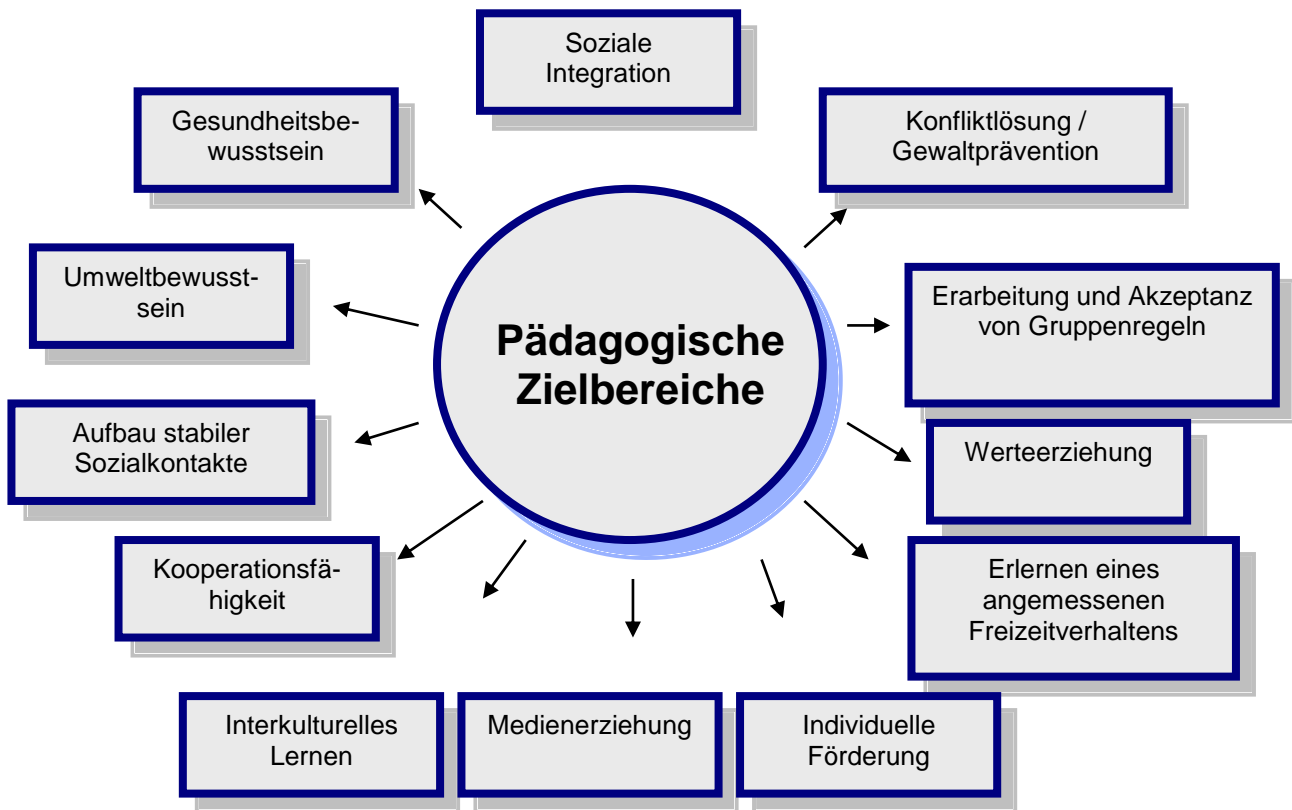 Soziale
Integration
Gesundheitsbe-
wusstsein
Konfliktlösung /
Gewaltprävention
Umweltbewusst-
sein
Erarbeitung und Akzeptanz
von Gruppenregeln
Pädagogische
Zielbereiche
Aufbau stabiler
Sozialkontakte
Werteerziehung
Kooperationsfä-
higkeit
Erlernen eines
angemessenen
Freizeitverhaltens
Interkulturelles
Lernen
Medienerziehung
Individuelle
Förderung